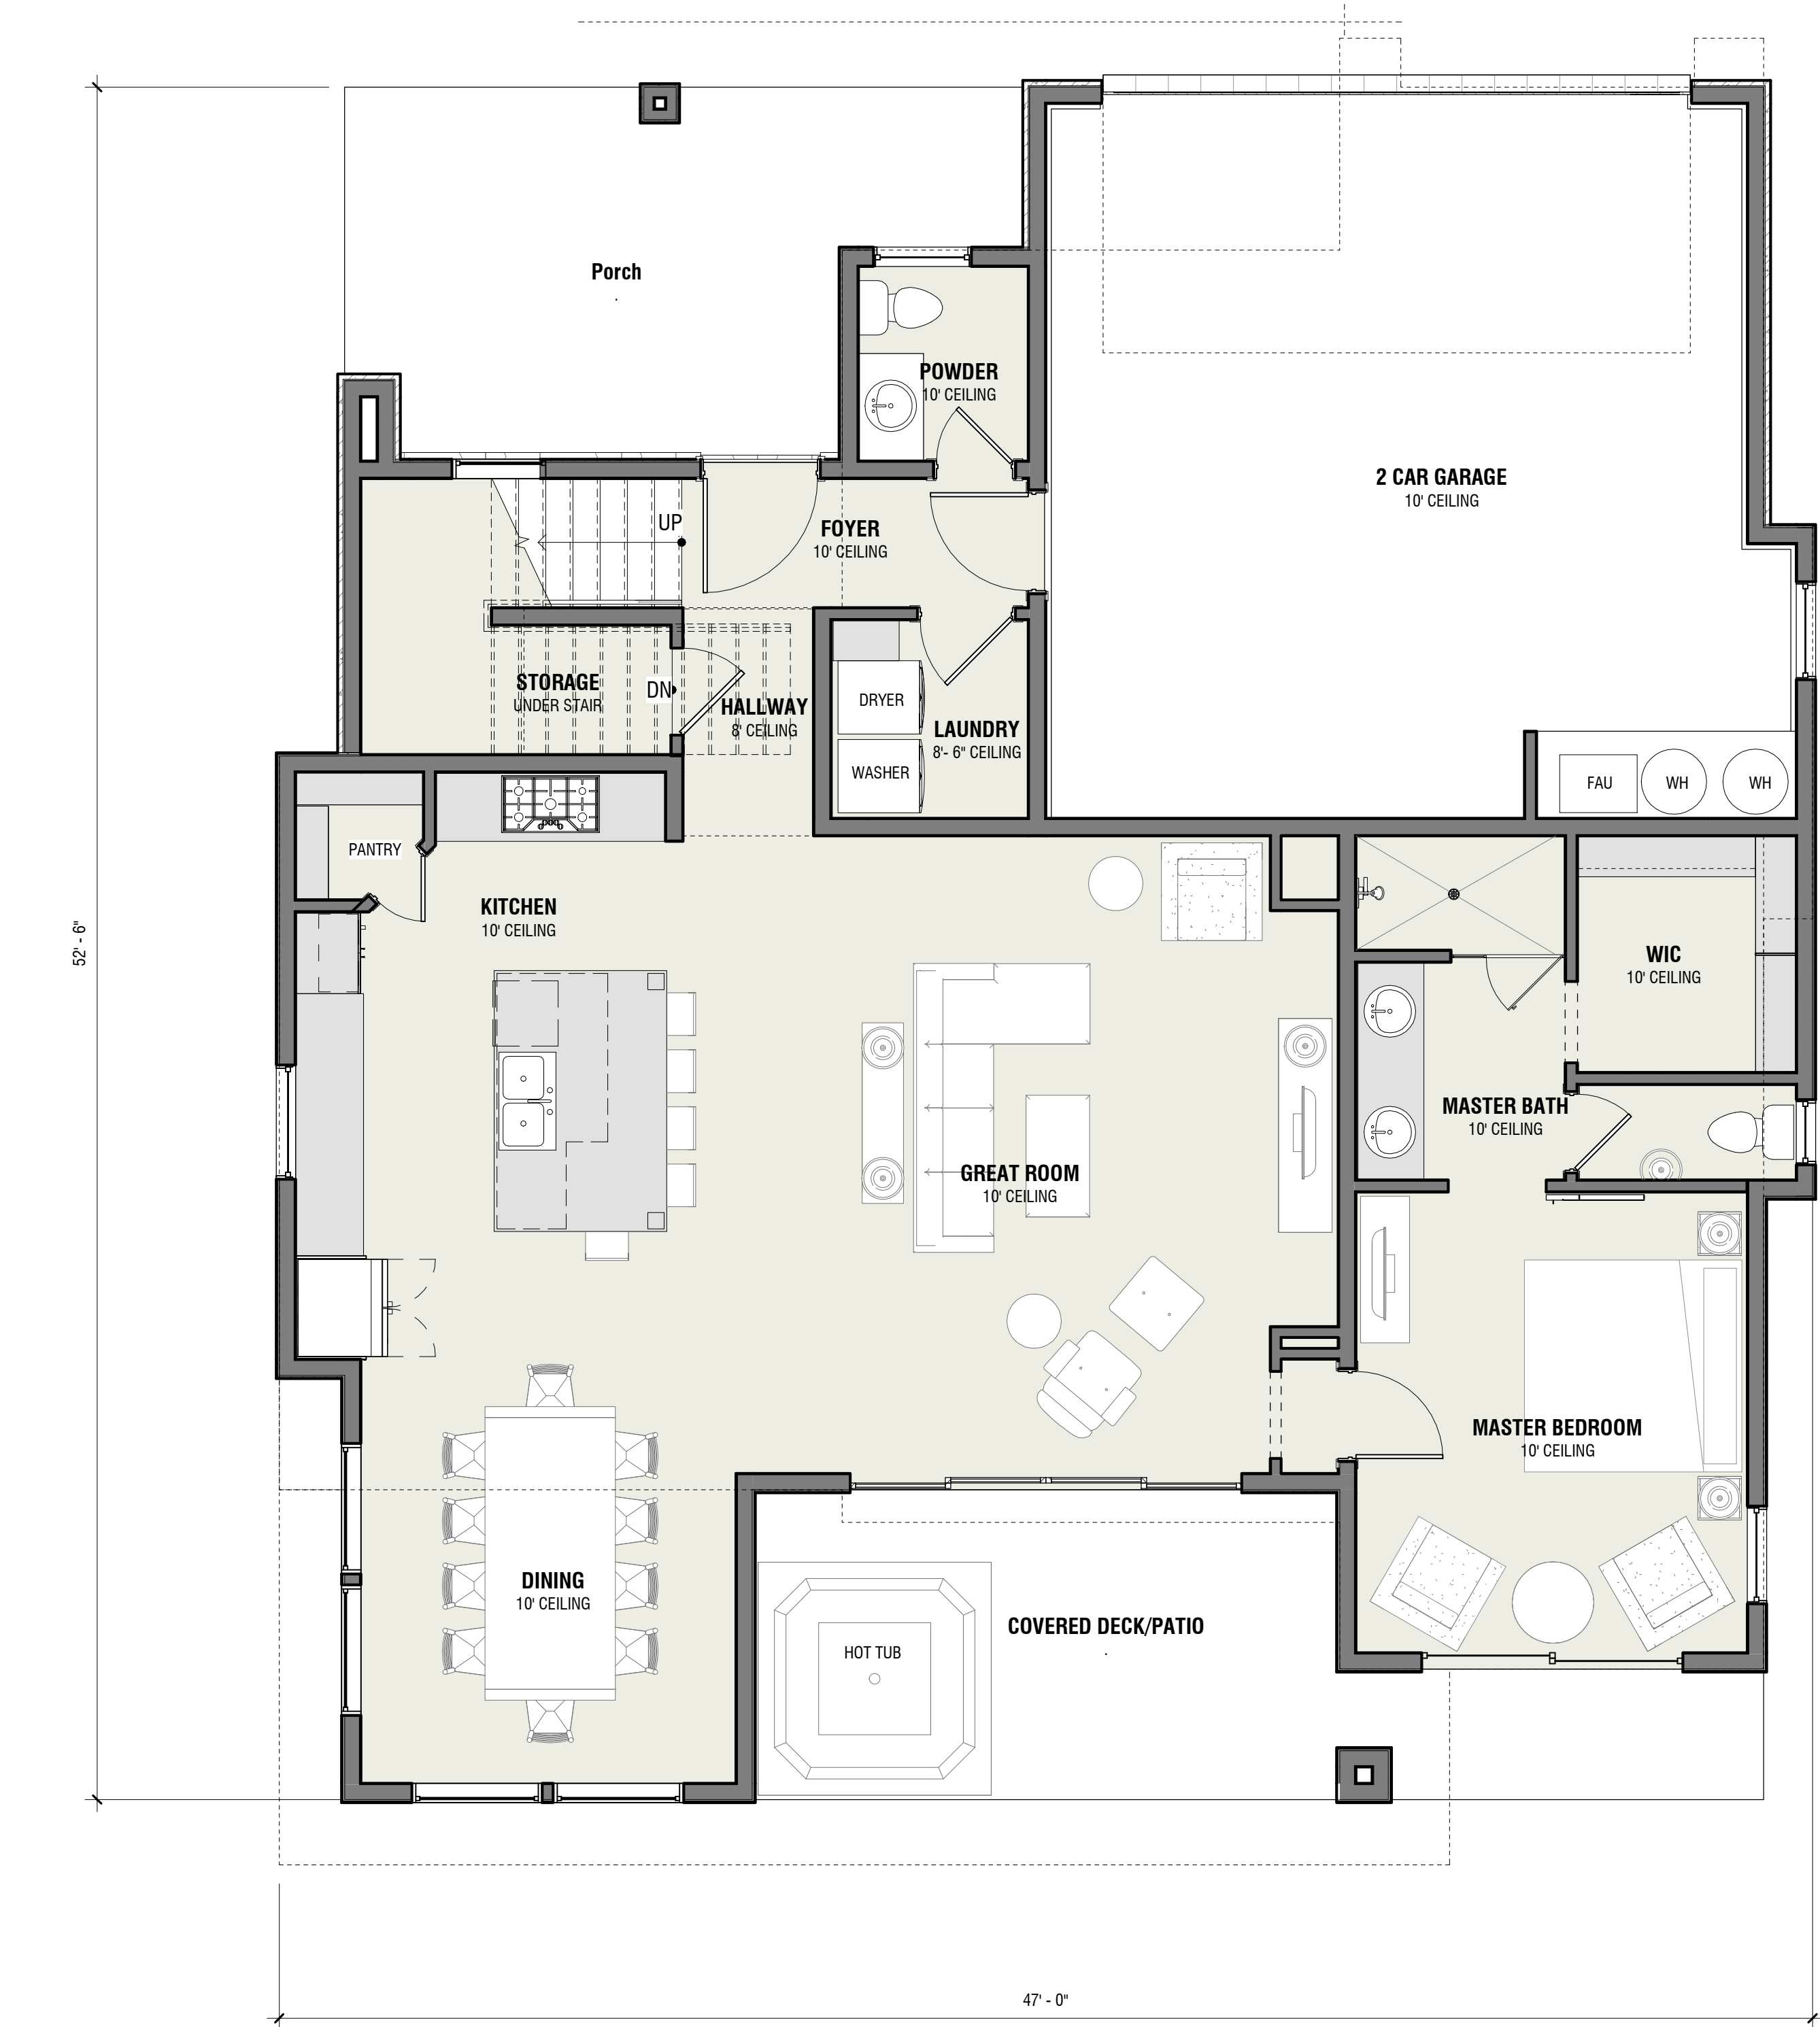 Porch
POWDER
10' CEILING
2 CAR GARAGE
10' CEILING
UP
FOYER
10' CEILING
STORAGE
UNDER STAIR
DN
HALLWAY
8' CEILING
DRYER
WASHER
LAUNDRY
8'- 6" CEILING
FAU
WH
WH
PANTRY
KITCHEN
10' CEILING
WIC
10' CEILING
52' - 6"
MASTER BATH
10' CEILING
GREAT ROOM
10' CEILING
MASTER BEDROOM
10' CEILING
DINING
10' CEILING
HOT TUB
COVERED DECK/PATIO
47' - 0"